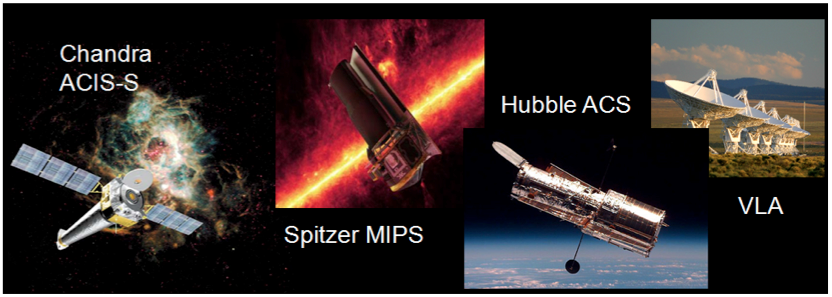 Chandra
ACIS-S
Spitzer MIPS
Hubble ACS
VLA